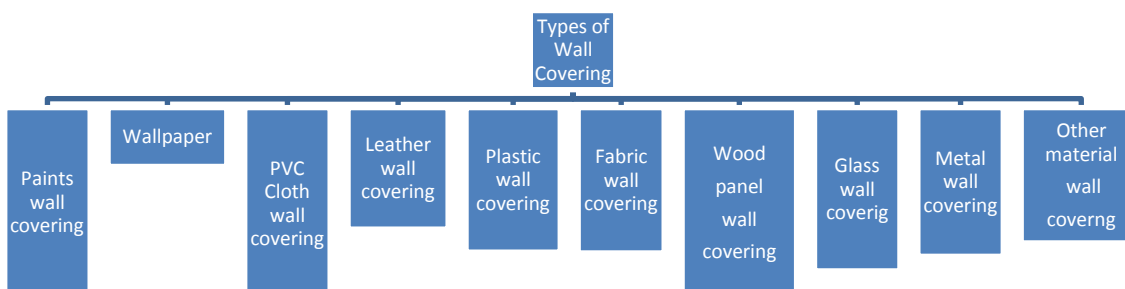 Types of
Wall
Covering
Paints
wall
covering
Wallpaper
PVC
Cloth
wall
covering
Leather
wall
covering
Plastic
wall
covering
Fabric
wall
covering
Wood
panel
wall
covering
Glass
wall
coverig
Metal
wall
covering
Other
material
wall
coverng